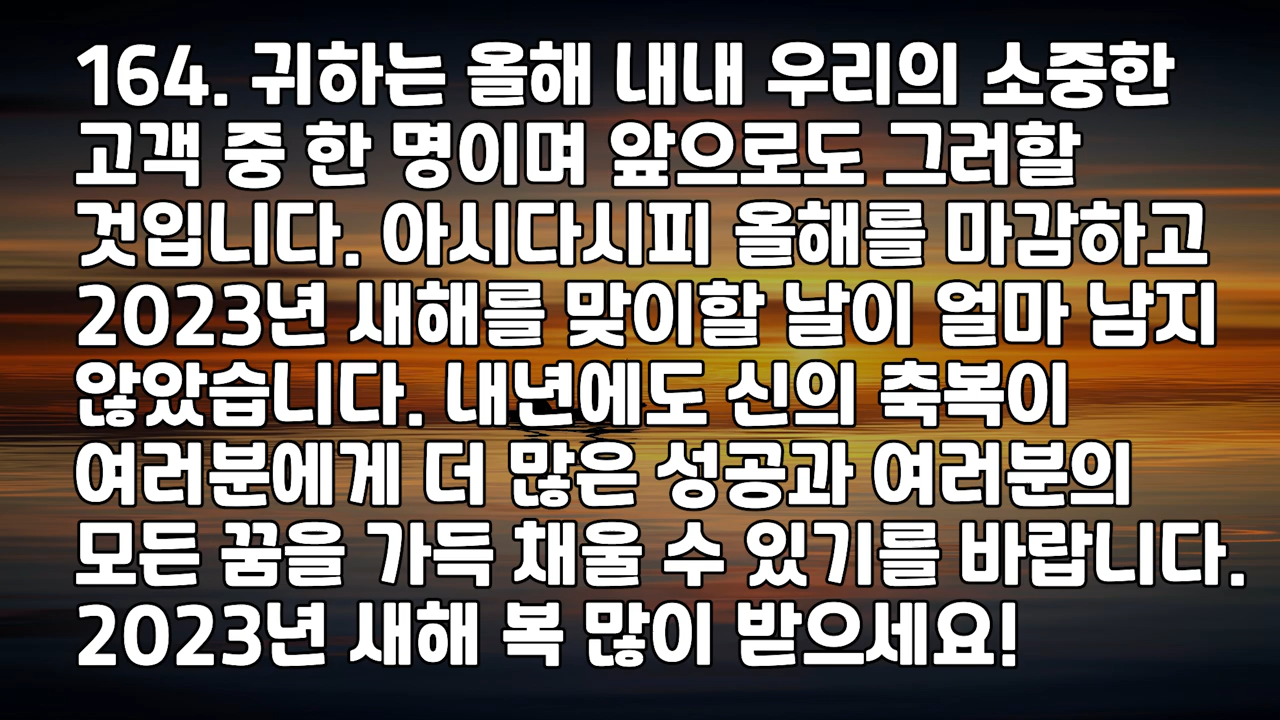 164. 귀하는 올해 내내 우리의 소중한
고객 중 한 명이며 앞으로도 그러할
것입니다. 아시다시피 올해를 마감하고
2023년 새해를 맞이할 날이 얼마 남지
않았습니다. 내년에도 신의 축복이
여러분에게 더 많은 성공과 여러분의
모든 꿈을 가득 채울 수 있기를 바랍니다.
2023년 새해 복 많이 받으세요!